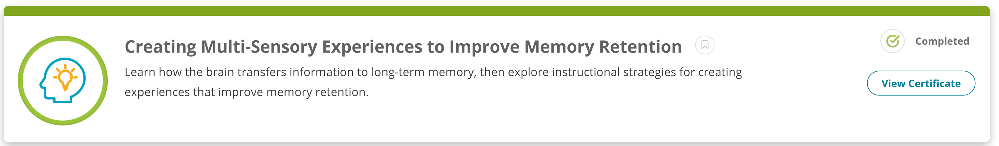 Creating Multi-Sensory Experiences to Improve Memory Retention
Learn how the brain transfers information to long-term memory, then explore instructional strategies for creating
experiences that improve memory retention.
Completed
View Certificate